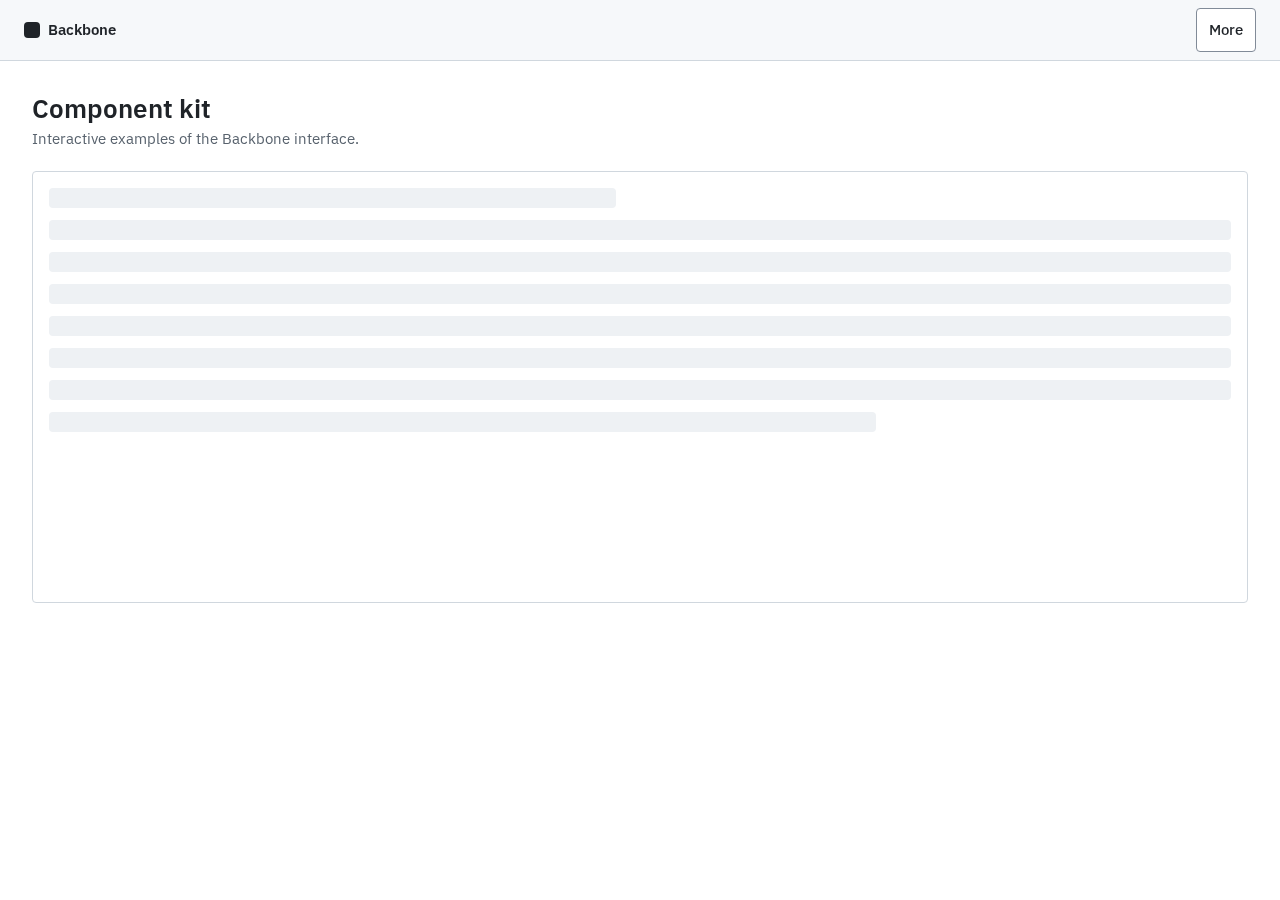 Backbone
More
Component kit
Interactive examples of the Backbone interface.